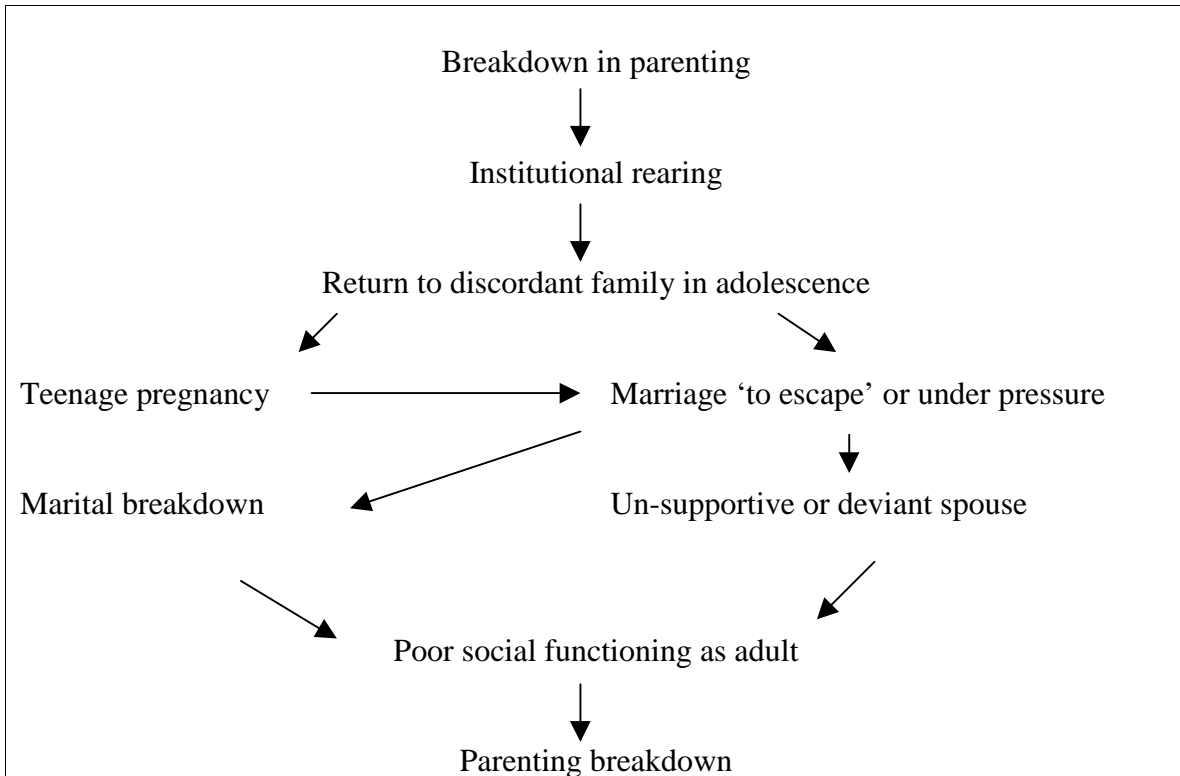 Breakdown in parenting
Institutional rearing
Return to discordant family in adolescence
Teenage pregnancy
Marriage ‘to escape’ or under pressure
Marital breakdown
Un-supportive or deviant spouse
Poor social functioning as adult
Parenting breakdown